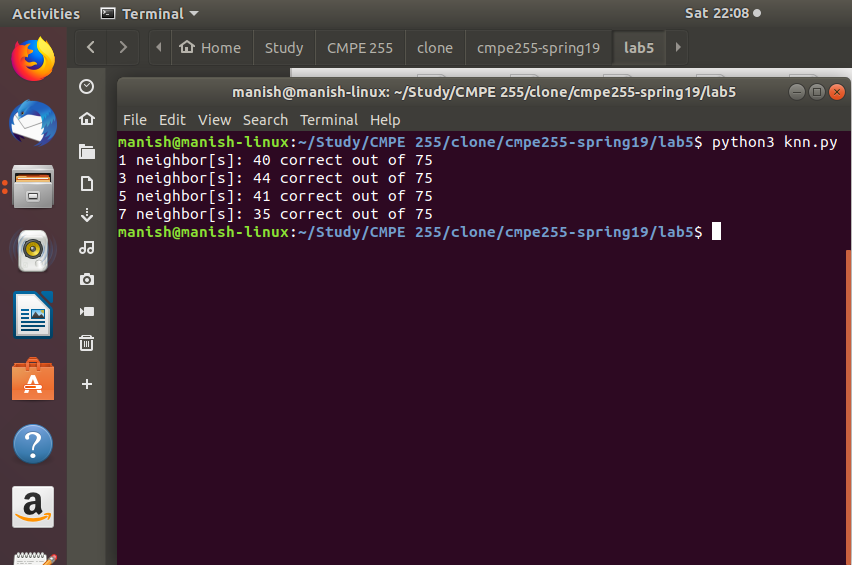 Activities Terminal Sat 22:08
Home Study CMPE 255 clone cmpe255-spring19 lab5
manish@manish-linux: ~/Study/CMPE 255/clone/cmpe255-spring19/lab5
File Edit View Search Terminal Help
manish@manish-linux:~/Study/CMPE 255/clone/cmpe255-spring19/lab5$ python3 knn.py
1 neighbor[s]: 40 correct out of 75
3 neighbor[s]: 44 correct out of 75
5 neighbor[s]: 41 correct out of 75
7 neighbor[s]: 35 correct out of 75
manish@manish-linux:~/Study/CMPE 255/clone/cmpe255-spring19/lab5$